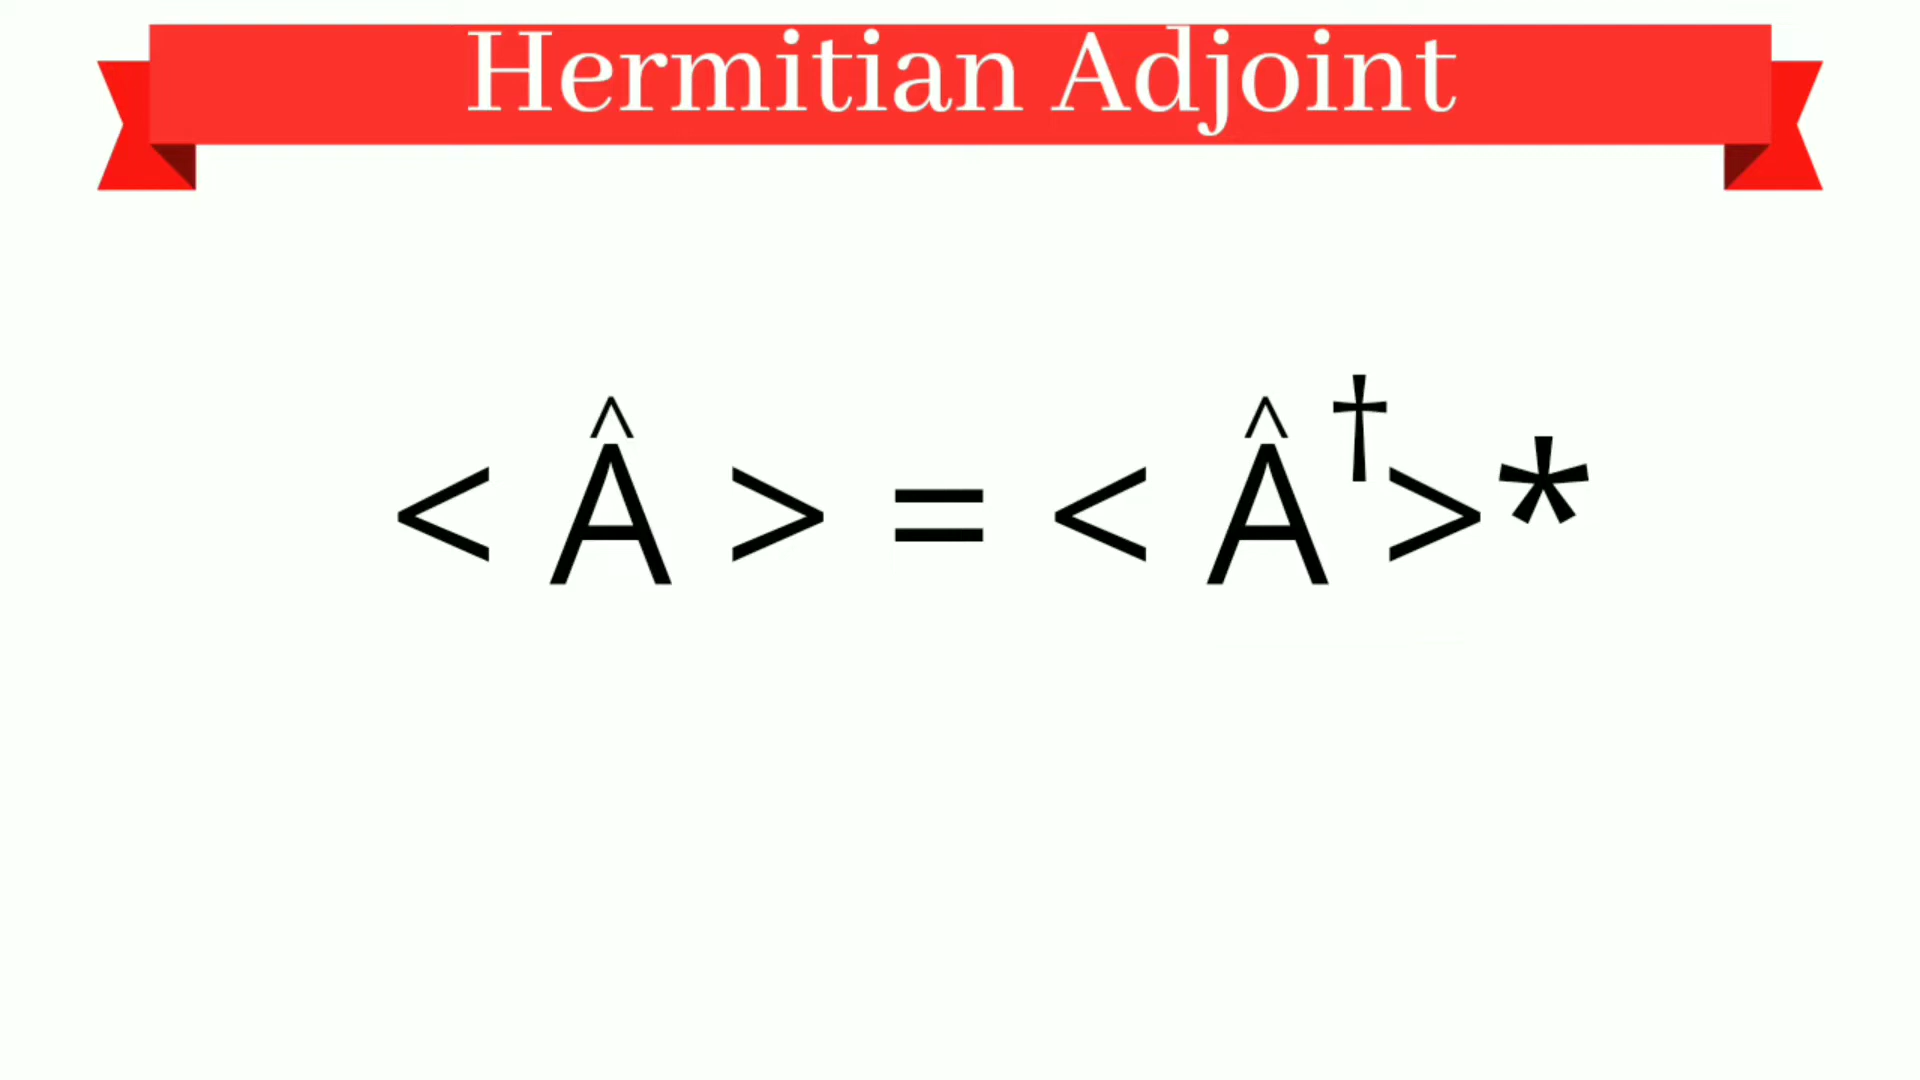 Hermitian Adjoint
< Â > = < Â†>*